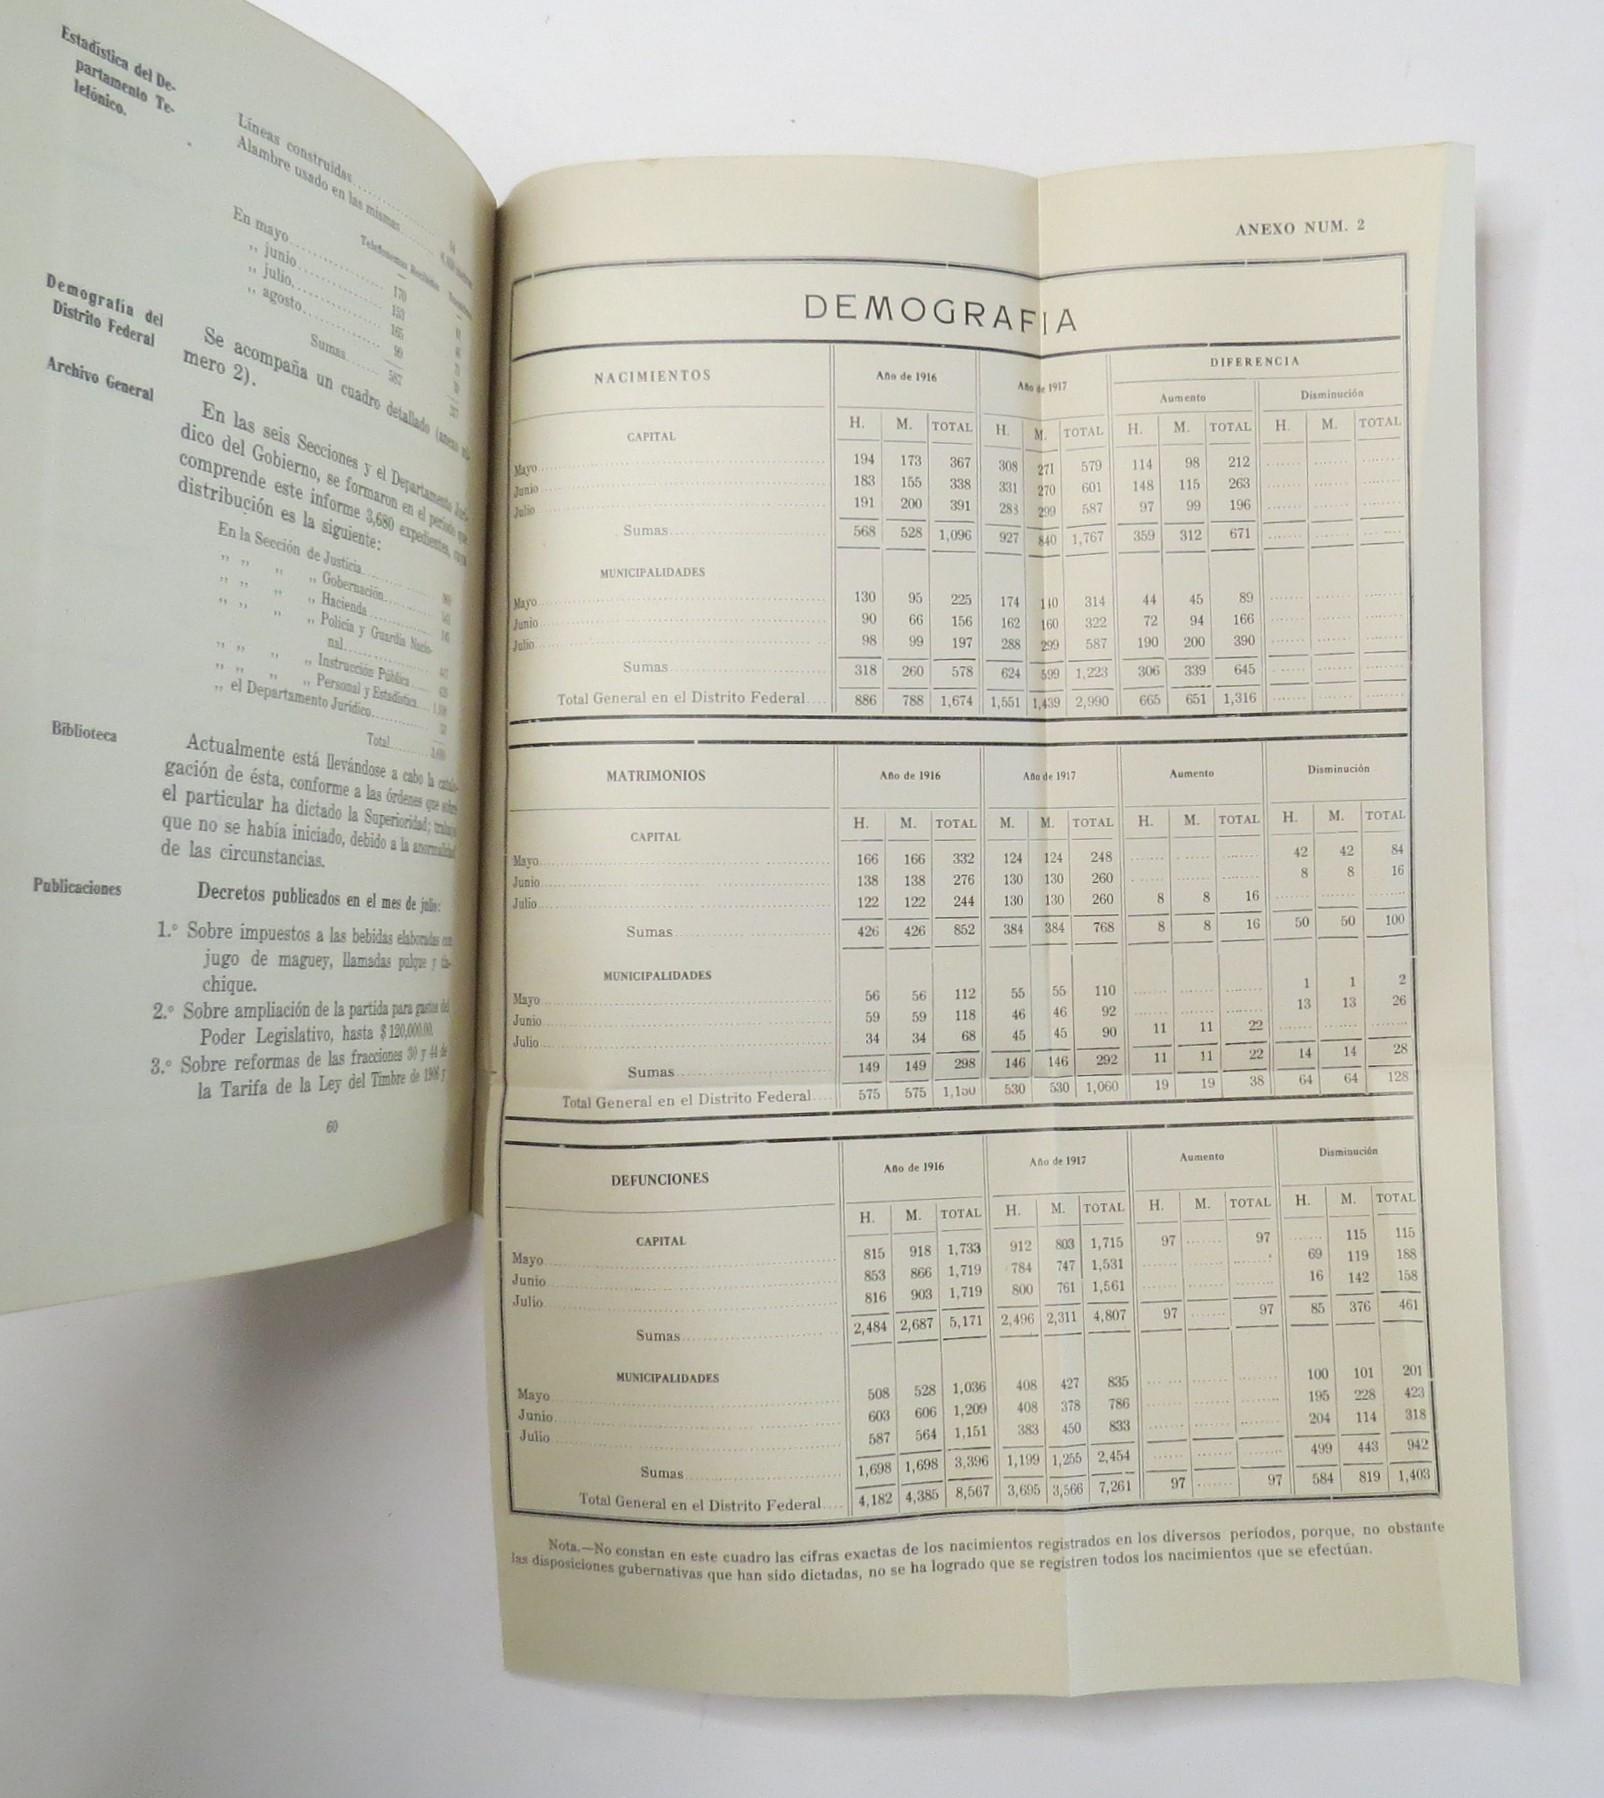 Estadística del De-
partamento Te-
lefónico.
Líneas construidas
Alambre usado en las mismas
Telefonemas Recibidos
En mayo 170
,, junio 153
,, julio 165
,, agosto 99
Sumas 587
Demografía del
Distrito Federal
Se acompaña un cuadro detallado (anexo nú-
mero 2).
Archivo General
En las seis Secciones y el Departamento Jurí-
dico del Gobierno, se formaron en el período que
comprende este informe 3,680 expedientes, cuya
distribución es la siguiente:
En la Sección de Justicia
,, ,, ,, ,, Gobernación
,, ,, ,, ,, Hacienda
,, ,, ,, ,, Policía y Guardia Nacio-
nal
,, ,, ,, ,, Instrucción Pública
,, ,, ,, ,, Personal y Estadística
,, el Departamento Jurídico
Total
Biblioteca
Actualmente está llevándose a cabo la catalo-
gación de ésta, conforme a las órdenes que sobre
el particular ha dictado la Superioridad; trabajo
que no se había iniciado, debido a la anormalidad
de las circunstancias.
Publicaciones
Decretos publicados en el mes de julio:
1.º Sobre impuestos a las bebidas elaboradas con
jugo de maguey, llamadas pulque y tla-
chique.
2.º Sobre ampliación de la partida para gastos del
Poder Legislativo, hasta $120,000.00.
3.º Sobre reformas de las fracciones 30 y 44 de
la Tarifa de la Ley del Timbre de 1906 y
60
ANEXO NUM. 2
DEMOGRAFIA
NACIMIENTOS Año de 1916 Año de 1917 DIFERENCIA
Aumento Disminución
H. M. TOTAL H. M. TOTAL H. M. TOTAL H. M. TOTAL
CAPITAL
Mayo 194 173 367 308 271 579 114 98 212
Junio 183 155 338 331 270 601 148 115 263
Julio 191 200 391 288 299 587 97 99 196
Sumas 568 528 1,096 927 840 1,767 359 312 671
MUNICIPALIDADES
Mayo 130 95 225 174 140 314 44 45 89
Junio 90 66 156 162 160 322 72 94 166
Julio 98 99 197 288 299 587 190 200 390
Sumas 318 260 578 624 599 1,223 306 339 645
Total General en el Distrito Federal 886 788 1,674 1,551 1,439 2,990 665 651 1,316
MATRIMONIOS Año de 1916 Año de 1917 Aumento Disminución
H. M. TOTAL M. M. TOTAL H. M. TOTAL H. M. TOTAL
CAPITAL
Mayo 166 166 332 124 124 248 42 42 84
Junio 138 138 276 130 130 260 8 8 16
Julio 122 122 244 130 130 260 8 8 16
Sumas 426 426 852 384 384 768 8 8 16 50 50 100
MUNICIPALIDADES
Mayo 56 56 112 55 55 110 1 1 2
Junio 59 59 118 46 46 92 13 13 26
Julio 34 34 68 45 45 90 11 11 22
Sumas 149 149 298 146 146 292 11 11 22 14 14 28
Total General en el Distrito Federal 575 575 1,150 530 530 1,060 19 19 38 64 64 128
DEFUNCIONES Año de 1916 Año de 1917 Aumento Disminución
H. M. TOTAL H. M. TOTAL H. M. TOTAL H. M. TOTAL
CAPITAL
Mayo 815 918 1,733 912 803 1,715 97 97 115 115
Junio 853 866 1,719 784 747 1,531 69 119 188
Julio 816 903 1,719 800 761 1,561 16 142 158
Sumas 2,484 2,687 5,171 2,496 2,311 4,807 97 97 85 376 461
MUNICIPALIDADES
Mayo 508 528 1,036 408 427 835 100 101 201
Junio 603 606 1,209 408 378 786 195 228 423
Julio 587 564 1,151 383 450 833 204 114 318
Sumas 1,698 1,698 3,396 1,199 1,255 2,454 499 443 942
Total General en el Distrito Federal 4,182 4,385 8,567 3,695 3,566 7,261 97 97 584 819 1,403
Nota.—No constan en este cuadro las cifras exactas de los nacimientos registrados en los diversos períodos, porque, no obstante
las disposiciones gubernativas que han sido dictadas, no se ha logrado que se registren todos los nacimientos que se efectúan.